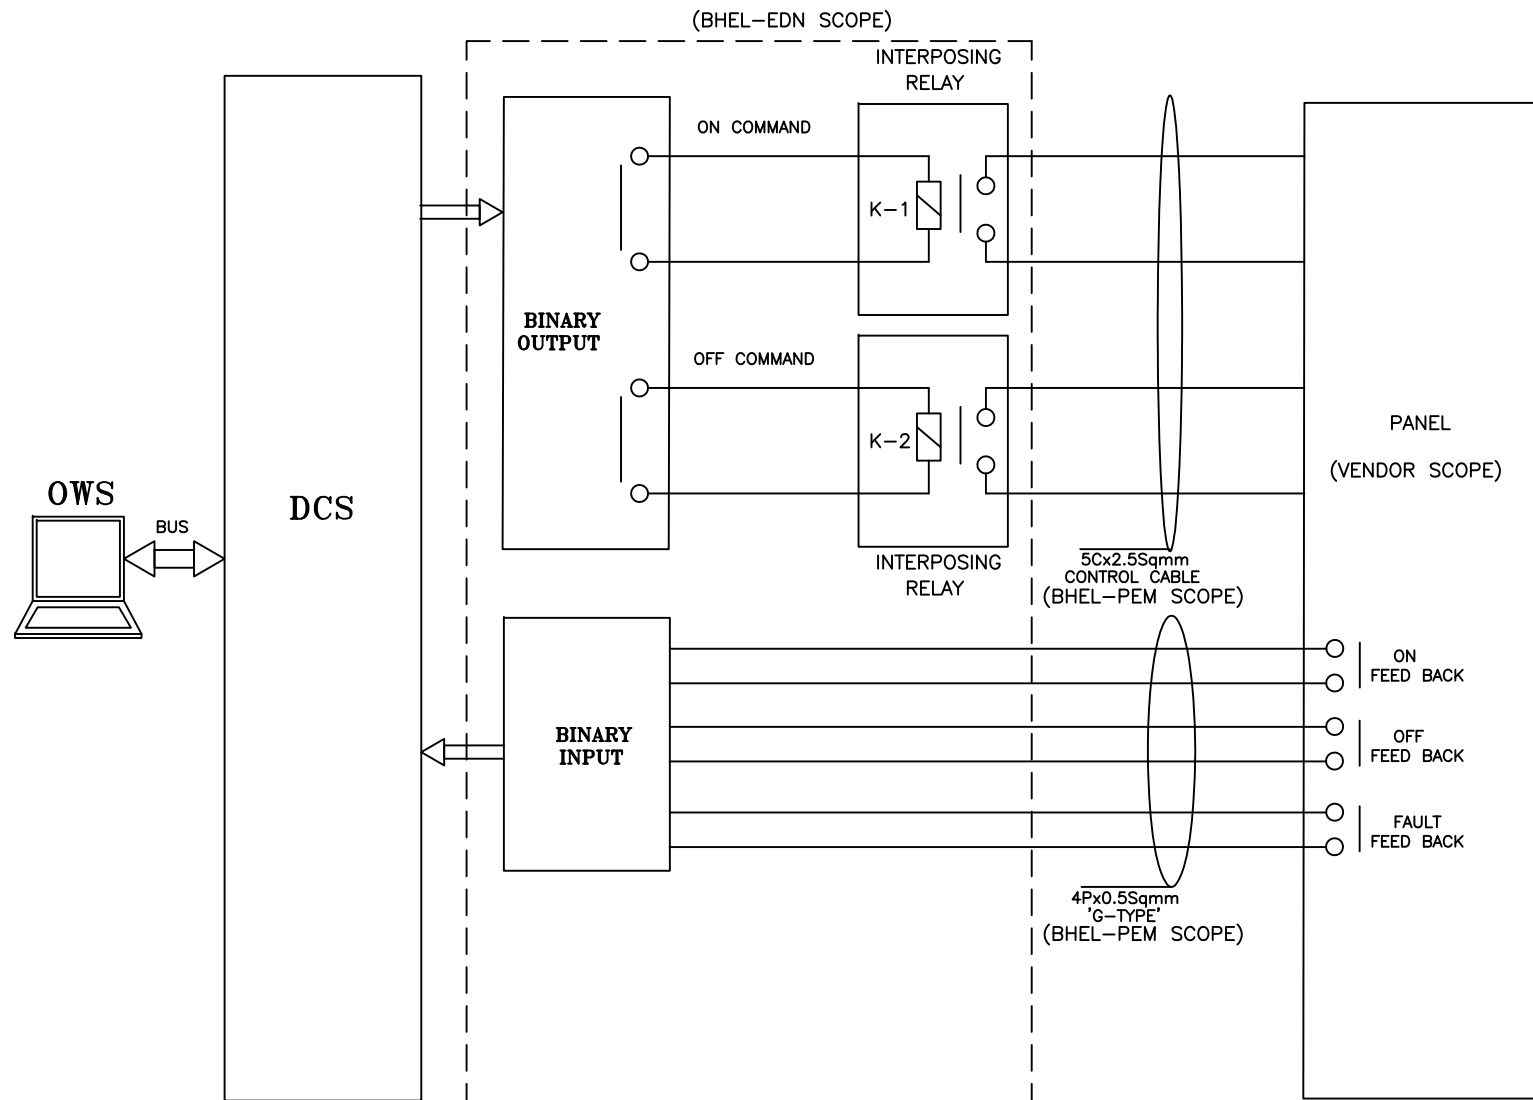 (BHEL-EDN SCOPE)
INTERPOSING
RELAY
ON COMMAND
K-1
BINARY
OUTPUT
OFF COMMAND
K-2
INTERPOSING
RELAY
OWS
BUS
DCS
PANEL
(VENDOR SCOPE)
5Cx2.5Sqmm
CONTROL CABLE
(BHEL-PEM SCOPE)
BINARY
INPUT
ON
FEED BACK
OFF
FEED BACK
FAULT
FEED BACK
4Px0.5Sqmm
'G-TYPE'
(BHEL-PEM SCOPE)